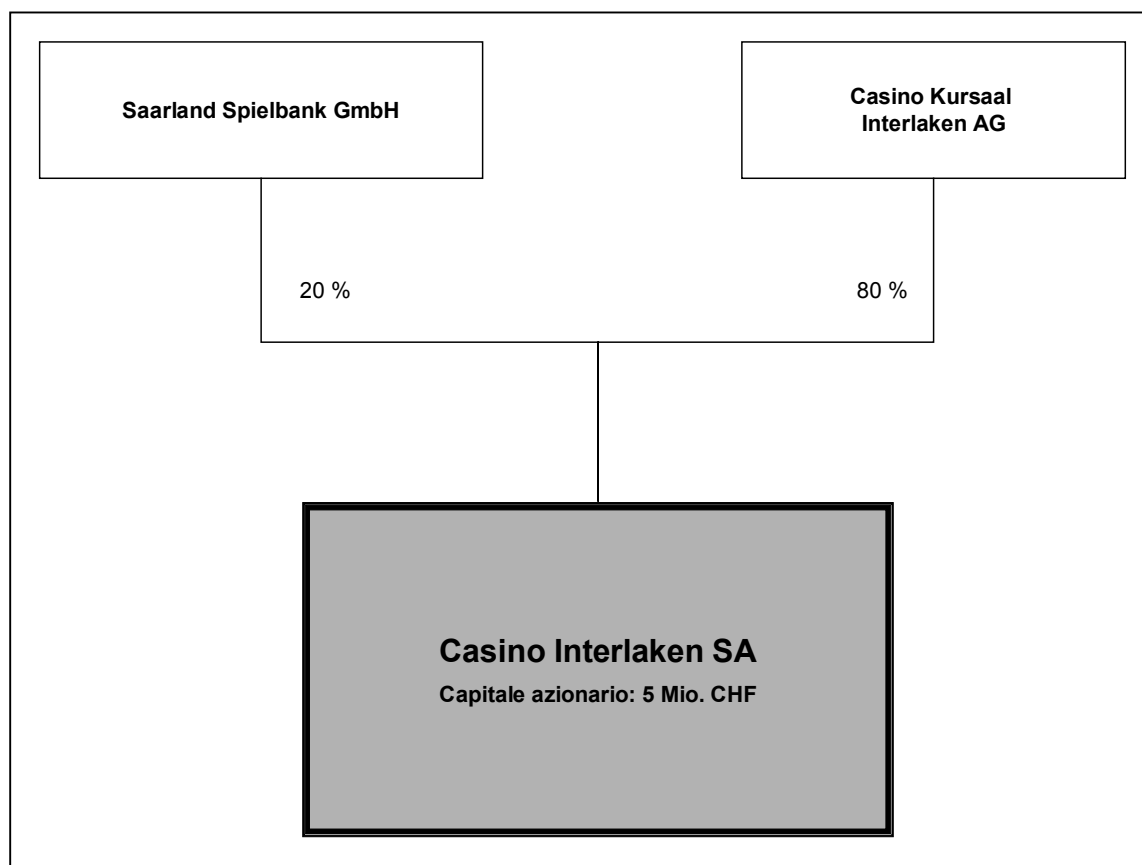 Saarland Spielbank GmbH
Casino Kursaal
Interlaken AG
20 %
80 %
Casino Interlaken SA
Capitale azionario: 5 Mio. CHF